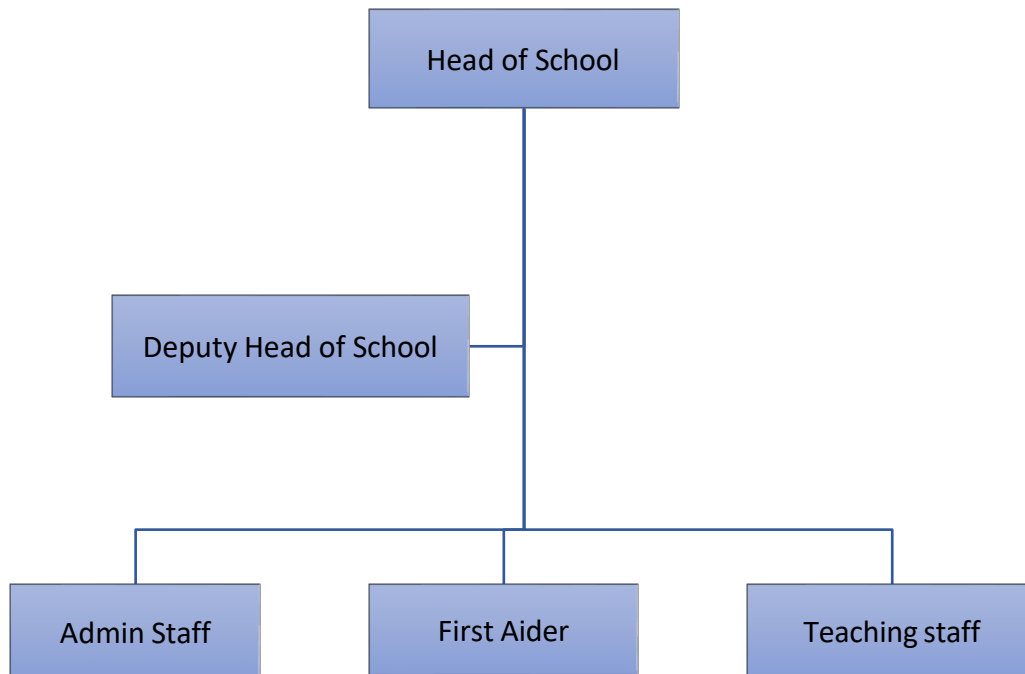 Head of School
Deputy Head of School
Admin Staff
First Aider
Teaching staff